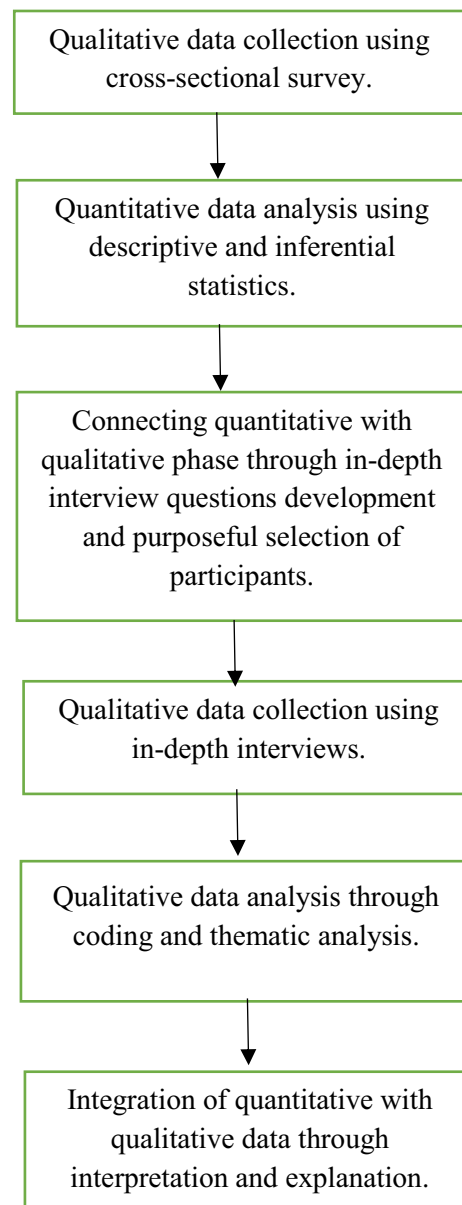 Qualitative data collection using
cross-sectional survey.
Quantitative data analysis using
descriptive and inferential
statistics.
Connecting quantitative with
qualitative phase through in-depth
interview questions development
and purposeful selection of
participants.
Qualitative data collection using
in-depth interviews.
Qualitative data analysis through
coding and thematic analysis.
Integration of quantitative with
qualitative data through
interpretation and explanation.